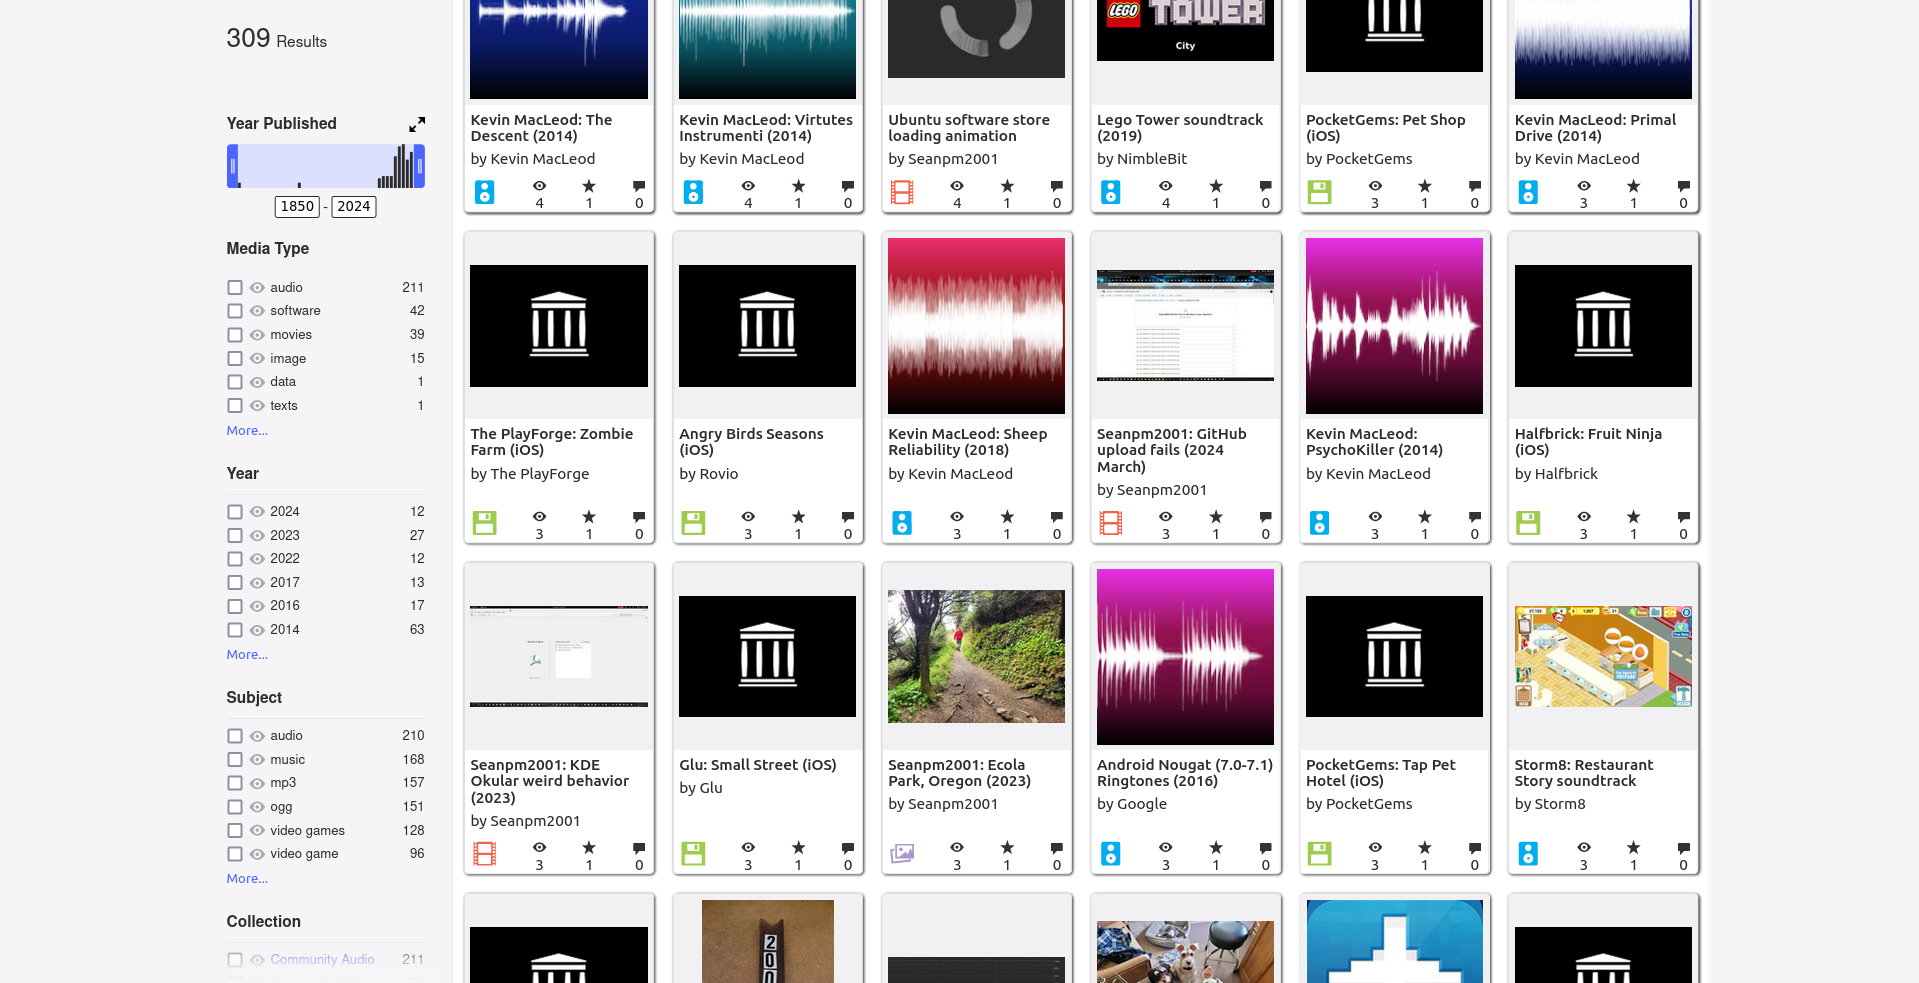 309 Results
Year Published
1850 - 2024
Media Type
audio 211
software 42
movies 39
image 15
data 1
texts 1
More...
Year
2024 12
2023 27
2022 12
2017 13
2016 17
2014 63
More...
Subject
audio 210
music 168
mp3 157
ogg 151
video games 128
video game 96
More...
Collection
Community Audio 211
Kevin MacLeod: The
Descent (2014)
by Kevin MacLeod
4 1 0
Kevin MacLeod: Virtutes
Instrumenti (2014)
by Kevin MacLeod
4 1 0
Ubuntu software store
loading animation
by Seanpm2001
4 1 0
LEGO TOWER
City
Lego Tower soundtrack
(2019)
by NimbleBit
4 1 0
PocketGems: Pet Shop
(iOS)
by PocketGems
3 1 0
Kevin MacLeod: Primal
Drive (2014)
by Kevin MacLeod
3 1 0
The PlayForge: Zombie
Farm (iOS)
by The PlayForge
3 1 0
Angry Birds Seasons
(iOS)
by Rovio
3 1 0
Kevin MacLeod: Sheep
Reliability (2018)
by Kevin MacLeod
3 1 0
Seanpm2001: GitHub
upload fails (2024
March)
by Seanpm2001
3 1 0
Kevin MacLeod:
PsychoKiller (2014)
by Kevin MacLeod
3 1 0
Halfbrick: Fruit Ninja
(iOS)
by Halfbrick
3 1 0
Seanpm2001: KDE
Okular weird behavior
(2023)
by Seanpm2001
3 1 0
Glu: Small Street (iOS)
by Glu
3 1 0
Seanpm2001: Ecola
Park, Oregon (2023)
by Seanpm2001
3 1 0
Android Nougat (7.0-7.1)
Ringtones (2016)
by Google
3 1 0
PocketGems: Tap Pet
Hotel (iOS)
by PocketGems
3 1 0
Storm8: Restaurant
Story soundtrack
by Storm8
3 1 0
200